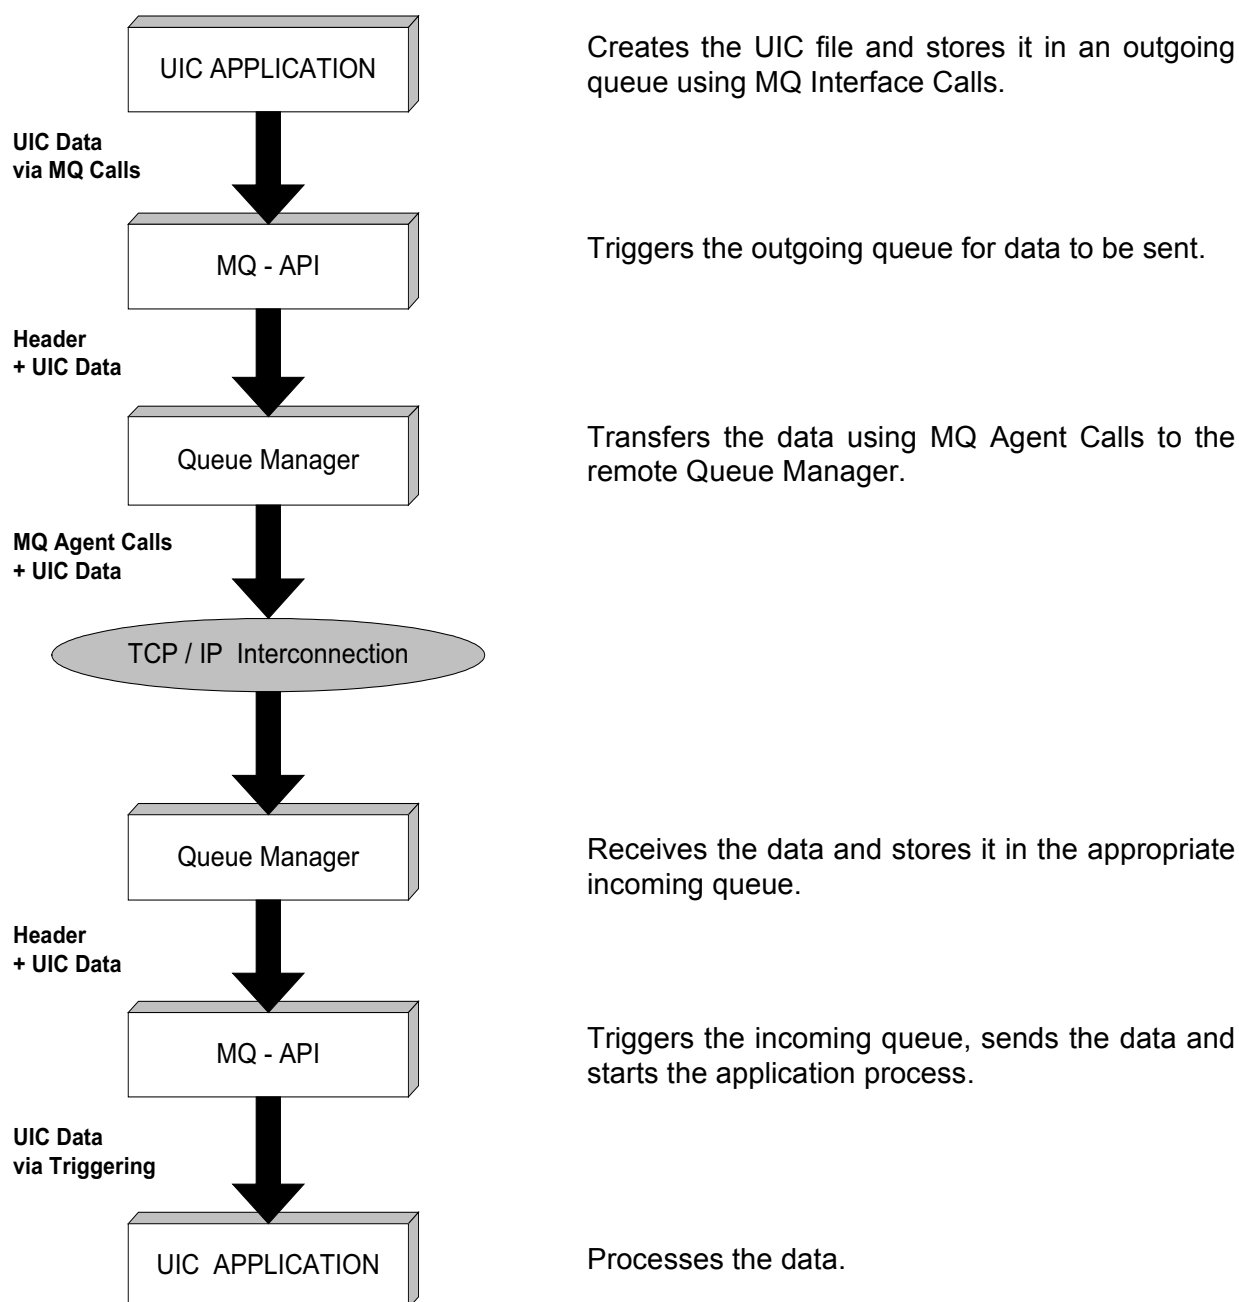 UIC APPLICATION
Creates the UIC file and stores it in an outgoing
queue using MQ Interface Calls.
UIC Data
via MQ Calls
MQ - API
Triggers the outgoing queue for data to be sent.
Header
+ UIC Data
Queue Manager
Transfers the data using MQ Agent Calls to the
remote Queue Manager.
MQ Agent Calls
+ UIC Data
TCP / IP Interconnection
Queue Manager
Receives the data and stores it in the appropriate
incoming queue.
Header
+ UIC Data
MQ - API
Triggers the incoming queue, sends the data and
starts the application process.
UIC Data
via Triggering
UIC APPLICATION
Processes the data.